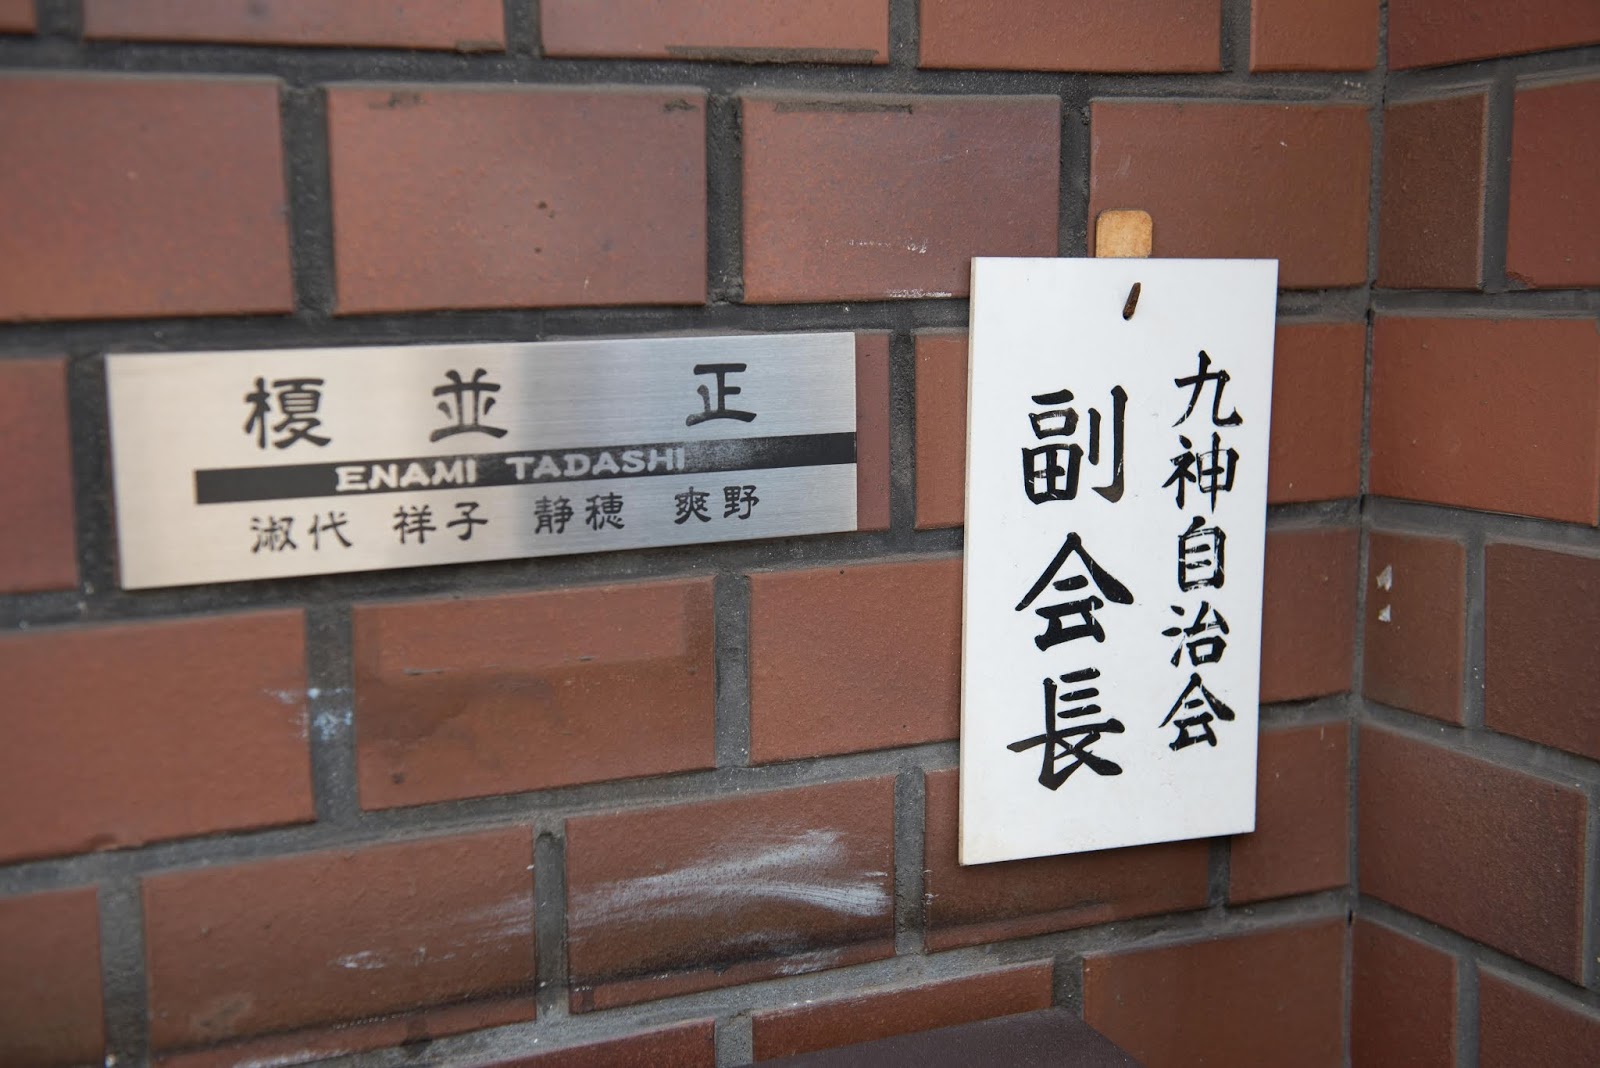 榎並 正
ENAMI TADASHI
淑代 祥子 静穂 爽野
九神自治会
副会長